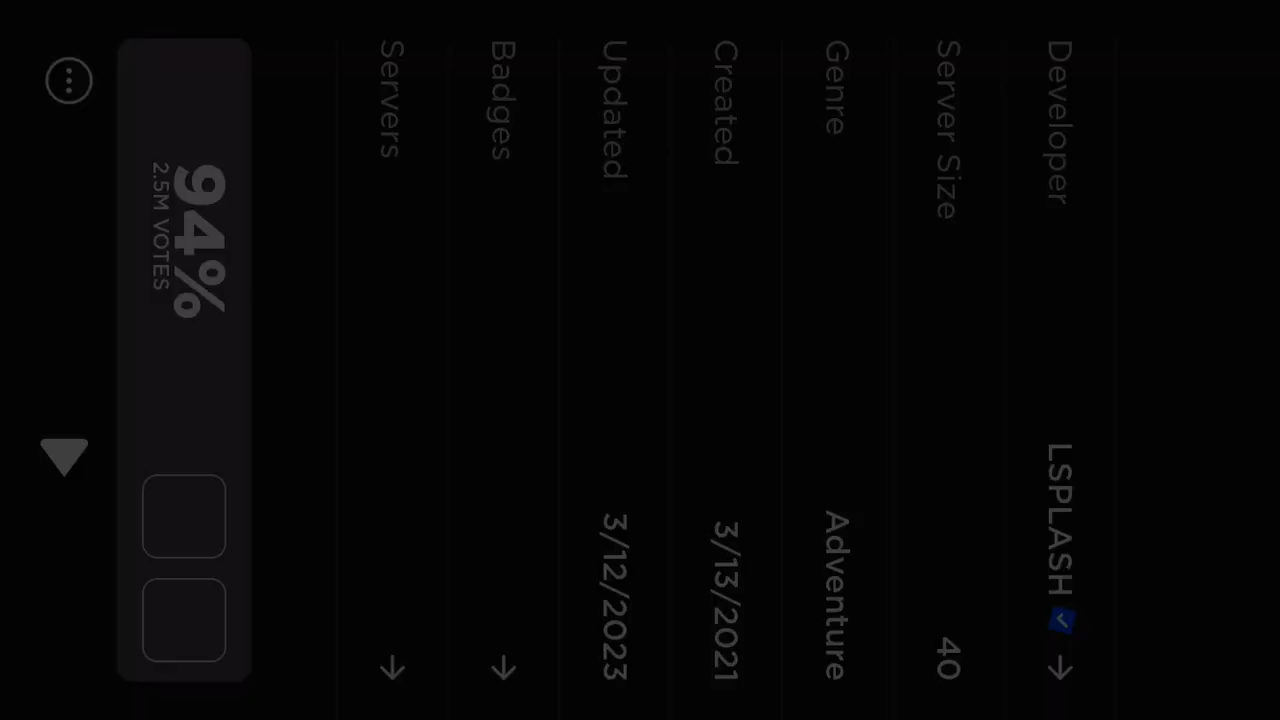 94%
2.5M VOTES
Servers
Badges
Updated 3/12/2023
Created 3/13/2021
Genre Adventure
Server Size 40
Developer LSPLASH